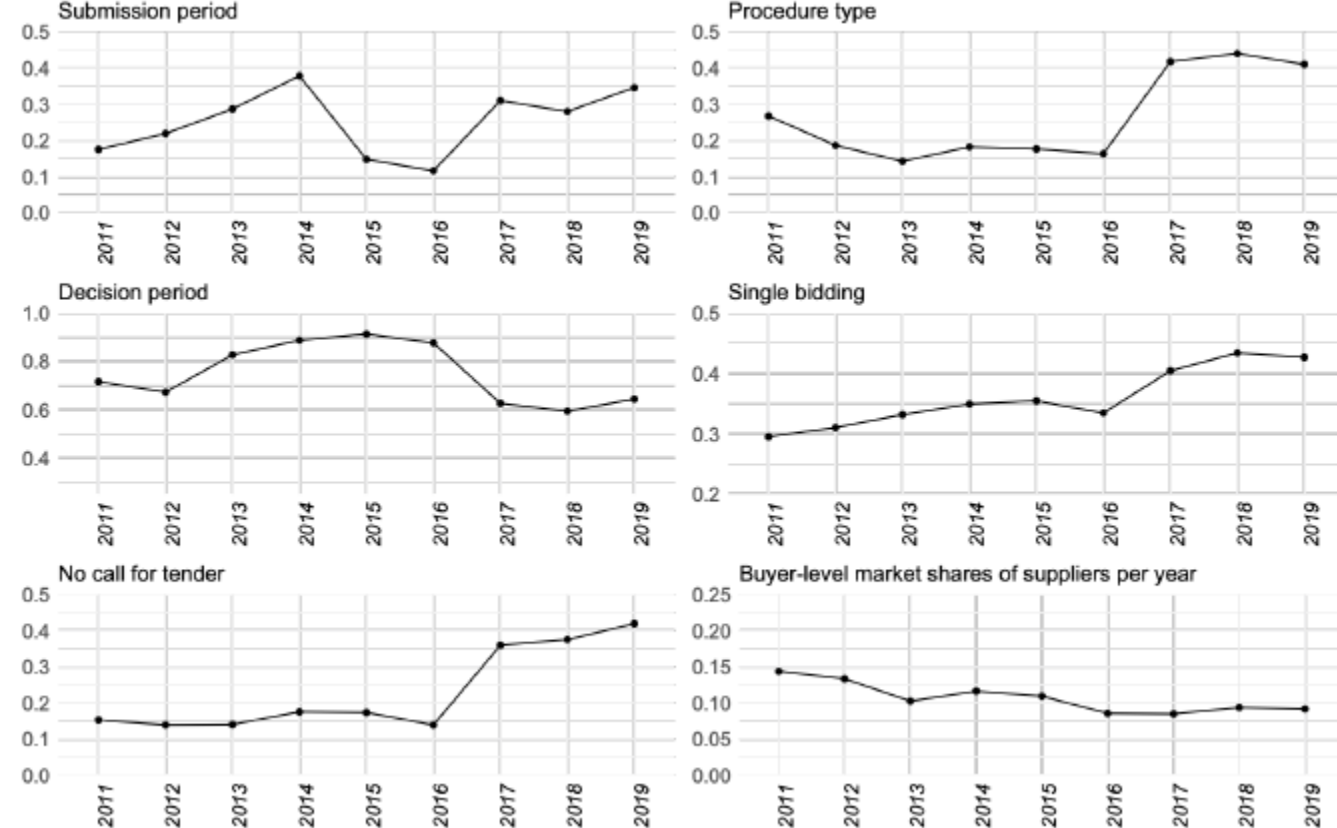 Submission period
0.5
0.4
0.3
0.2
0.1
0.0
2011 2012 2013 2014 2015 2016 2017 2018 2019
Procedure type
0.5
0.4
0.3
0.2
0.1
0.0
2011 2012 2013 2014 2015 2016 2017 2018 2019
Decision period
1.0
0.8
0.6
0.4
2011 2012 2013 2014 2015 2016 2017 2018 2019
Single bidding
0.5
0.4
0.3
0.2
2011 2012 2013 2014 2015 2016 2017 2018 2019
No call for tender
0.5
0.4
0.3
0.2
0.1
0.0
2011 2012 2013 2014 2015 2016 2017 2018 2019
Buyer-level market shares of suppliers per year
0.25
0.20
0.15
0.10
0.05
0.00
2011 2012 2013 2014 2015 2016 2017 2018 2019